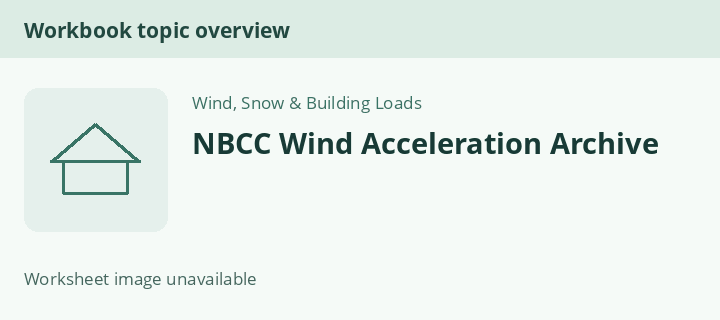 Workbook topic overview
Wind, Snow & Building Loads
NBCC Wind Acceleration Archive
Worksheet image unavailable